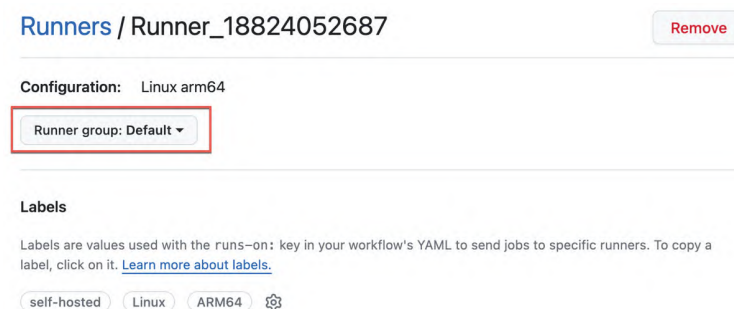 Runners / Runner_18824052687
Remove
Configuration: Linux arm64
Runner group: Default
Labels
Labels are values used with the runs-on: key in your workflow's YAML to send jobs to specific runners. To copy a
label, click on it. Learn more about labels.
self-hosted Linux ARM64